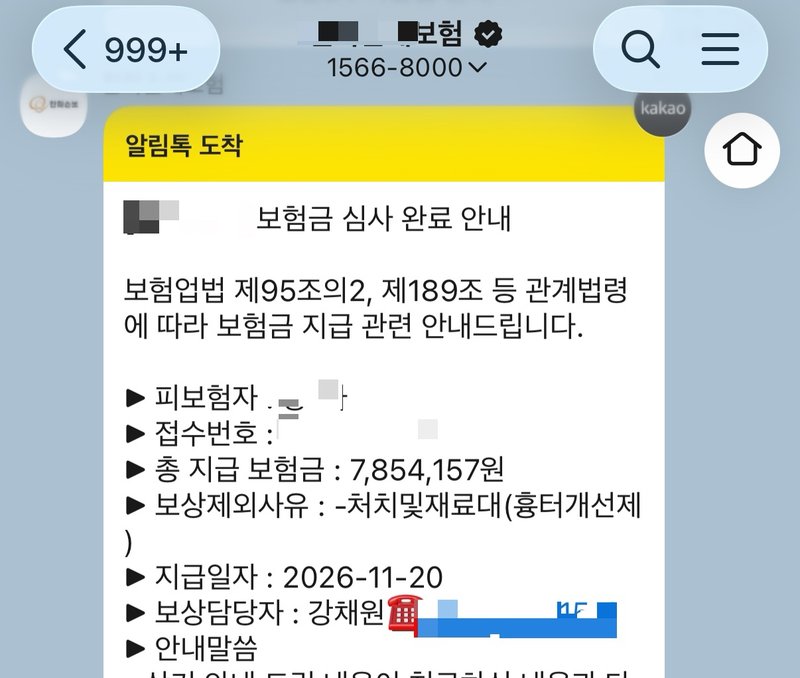 999+
보험
1566-8000
한화손보
kakao
알림톡 도착
보험금 심사 완료 안내
보험업법 제95조의2, 제189조 등 관계법령
에 따라 보험금 지급 관련 안내드립니다.
▶ 피보험자
▶ 접수번호 :
▶ 총 지급 보험금 : 7,854,157원
▶ 보상제외사유 : -처치및재료대(흉터개선제
)
▶ 지급일자 : 2026-11-20
▶ 보상담당자 : 강채원☎
▶ 안내말씀